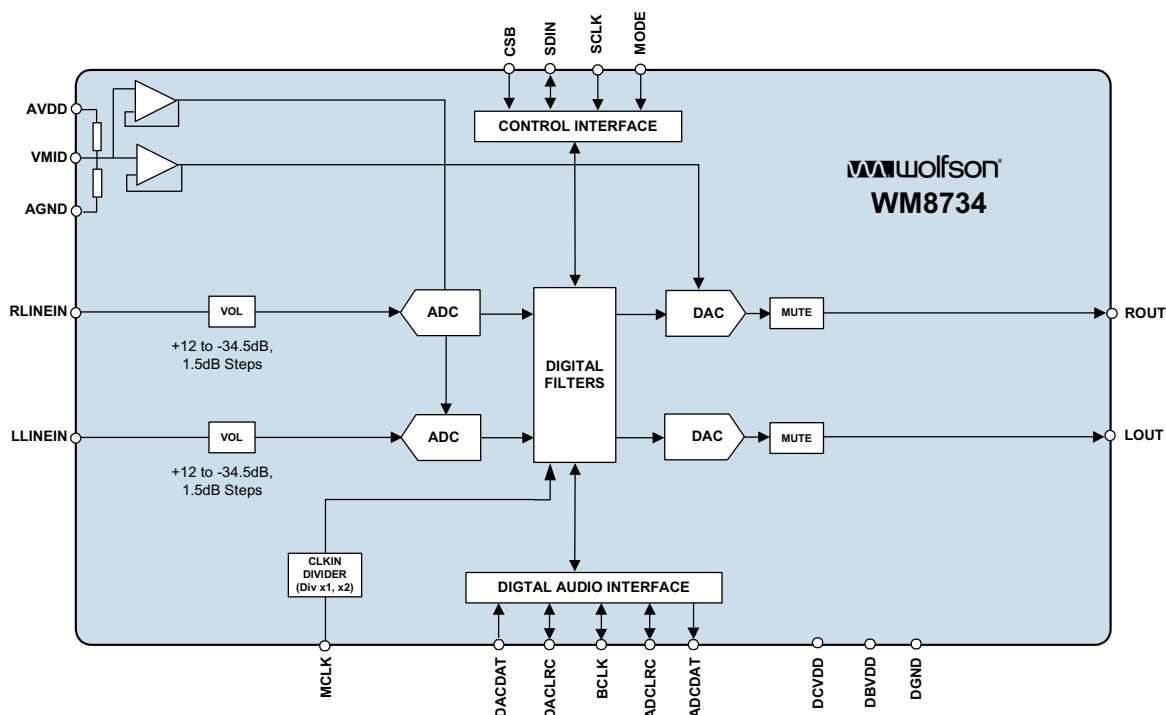 CSB
SDIN
SCLK
MODE
AVDD
VMID
AGND
CONTROL INTERFACE
wolfson®
WM8734
RLINEIN
VOL
+12 to -34.5dB,
1.5dB Steps
ADC
DIGITAL
FILTERS
DAC
MUTE
ROUT
LLINEIN
VOL
+12 to -34.5dB,
1.5dB Steps
ADC
DAC
MUTE
LOUT
CLKIN
DIVIDER
(Div x1, x2)
DIGTAL AUDIO INTERFACE
MCLK
DACDAT
DACLRC
BCLK
ADCLRC
ADCDAT
DCVDD
DBVDD
DGND